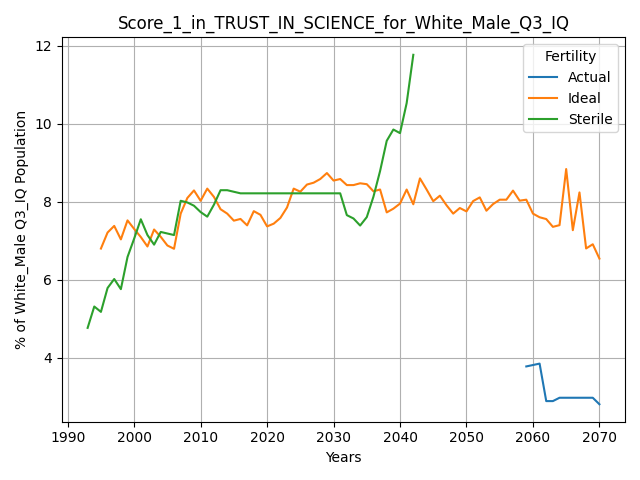 Score_1_in_TRUST_IN_SCIENCE_for_White_Male_Q3_IQ
% of White_Male Q3_IQ Population
12
10
8
6
4
Fertility
Actual
Ideal
Sterile
1990 2000 2010 2020 2030 2040 2050 2060 2070
Years